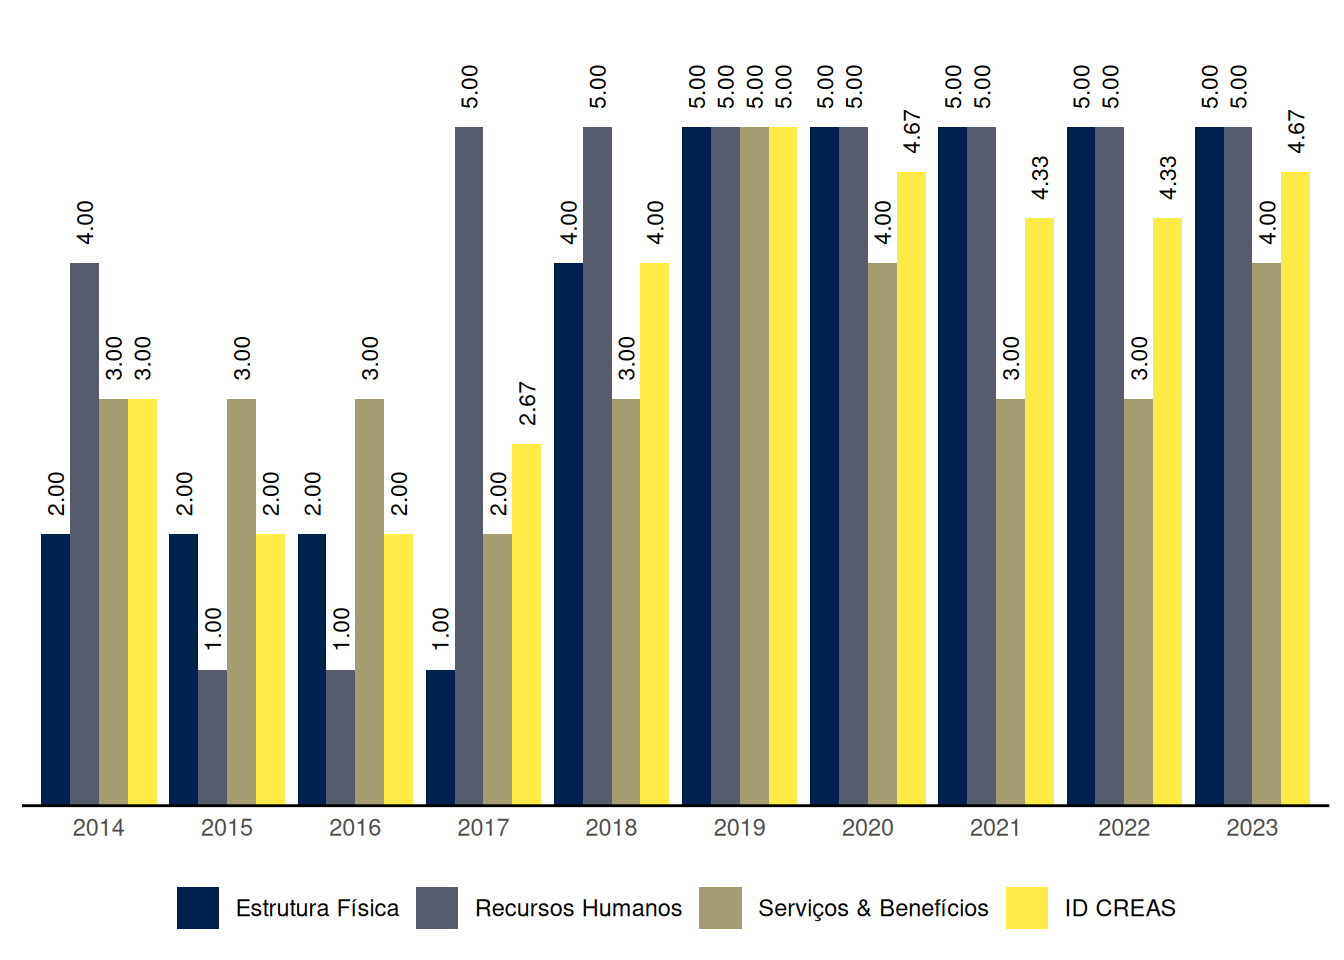 5.00 5.00 5.00 5.00 5.00 5.00 5.00 5.00 5.00 5.00 5.00 5.00 5.00 5.00
4.67 4.67
4.33 4.33
4.00 4.00 4.00 4.00 4.00
3.00 3.00 3.00 3.00 3.00 3.00 3.00
2.67
2.00 2.00 2.00 2.00 2.00 2.00
1.00 1.00 1.00
2014 2015 2016 2017 2018 2019 2020 2021 2022 2023
Estrutura Física Recursos Humanos Serviços & Benefícios ID CREAS